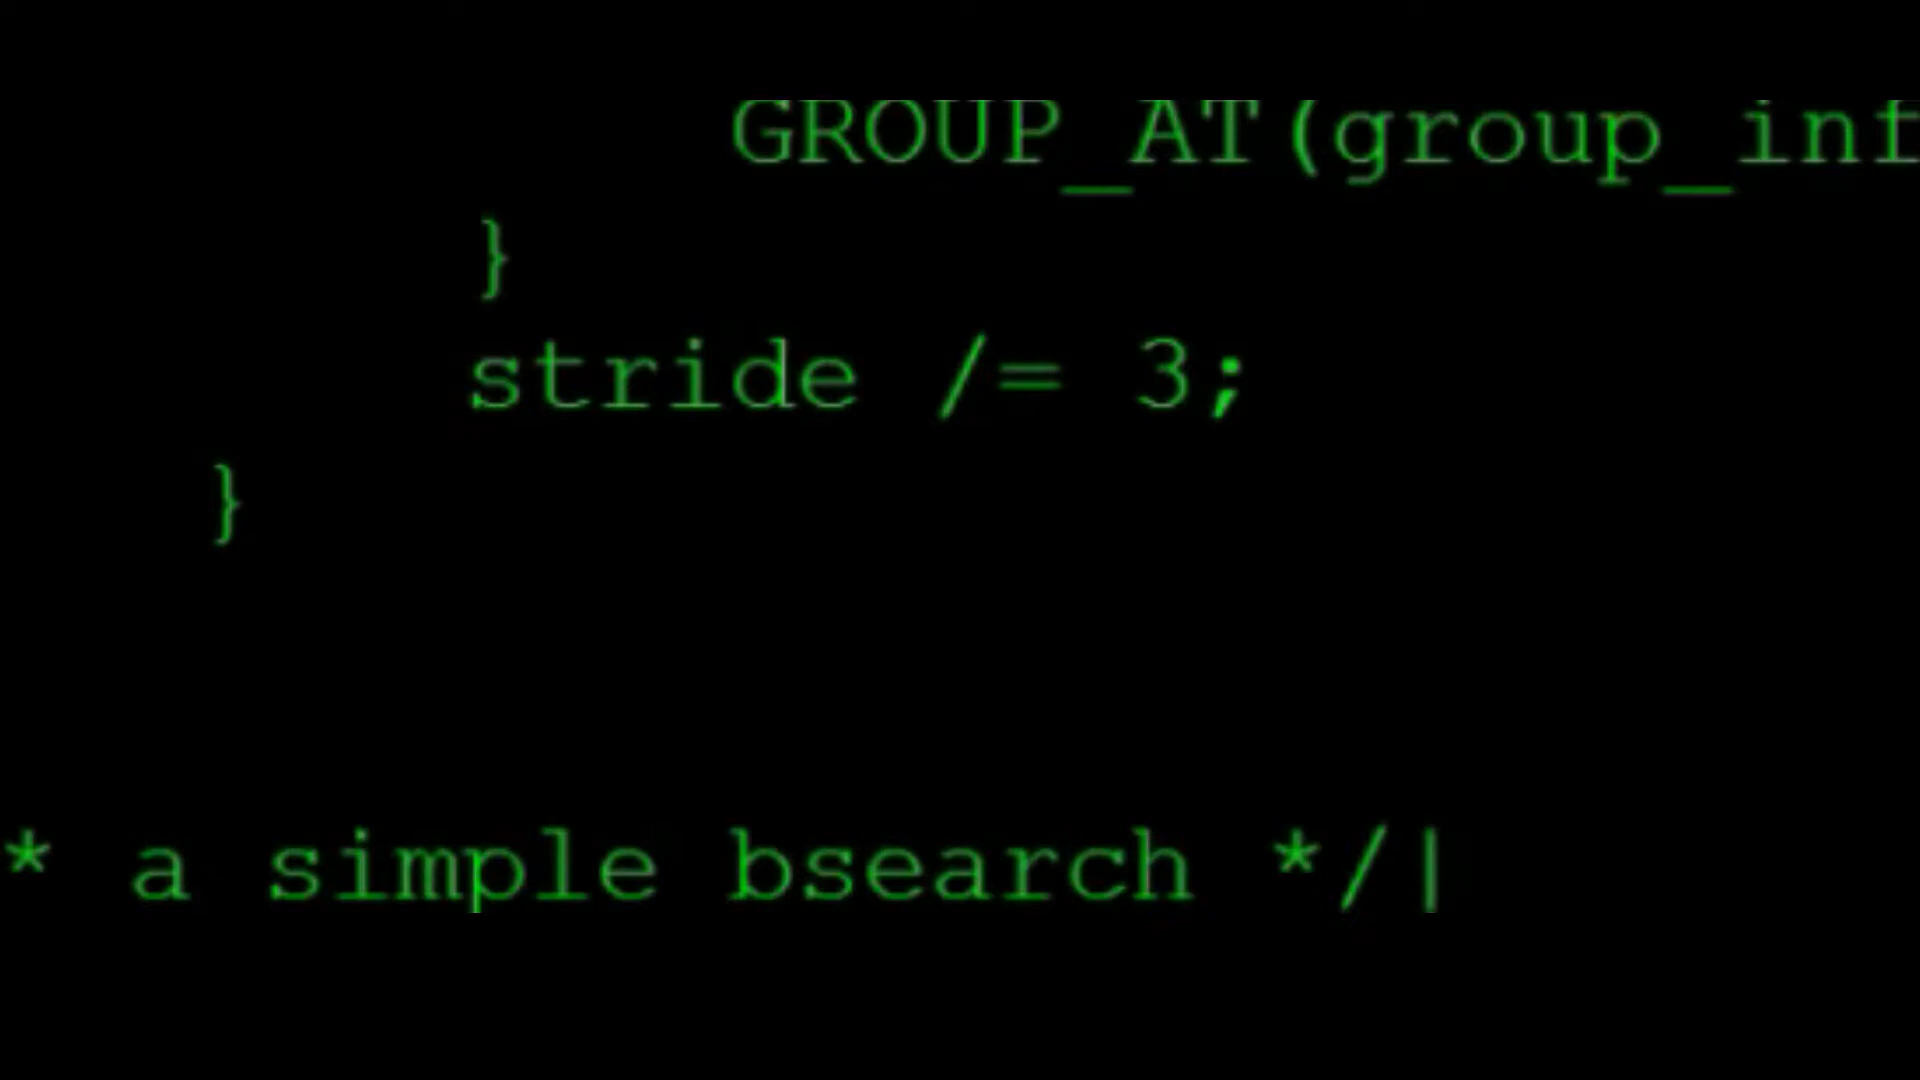 GROUP_AT(group_inf
}
stride /= 3;
}
* a simple bsearch */|